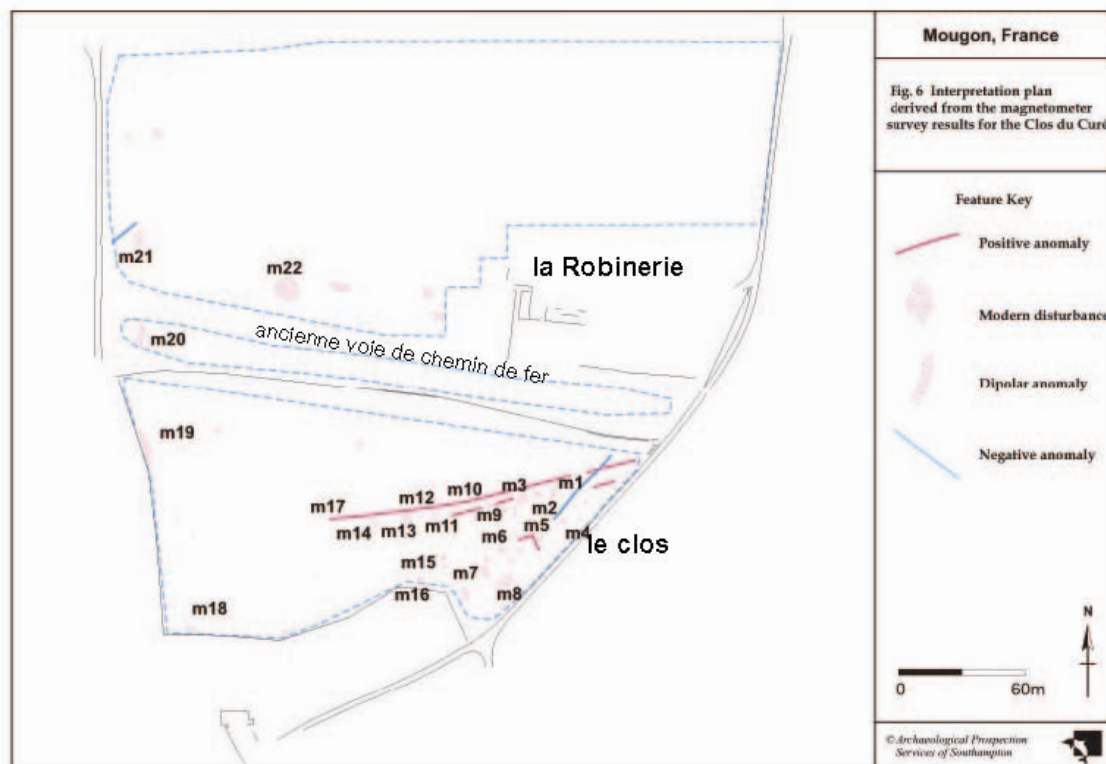 Mougon, France
Fig. 6 Interpretation plan
derived from the magnetometer
survey results for the Clos du Curé
Feature Key
Positive anomaly
Modern disturbance
Dipolar anomaly
Negative anomaly
N
0 60m
© Archaeological Prospection
Services of Southampton
la Robinerie
m21
m22
m20
ancienne voie de chemin de fer
m19
m17
m12
m10
m3
m1
m14
m13
m11
m9
m2
m6
m5
m4
le clos
m15
m7
m16
m8
m18